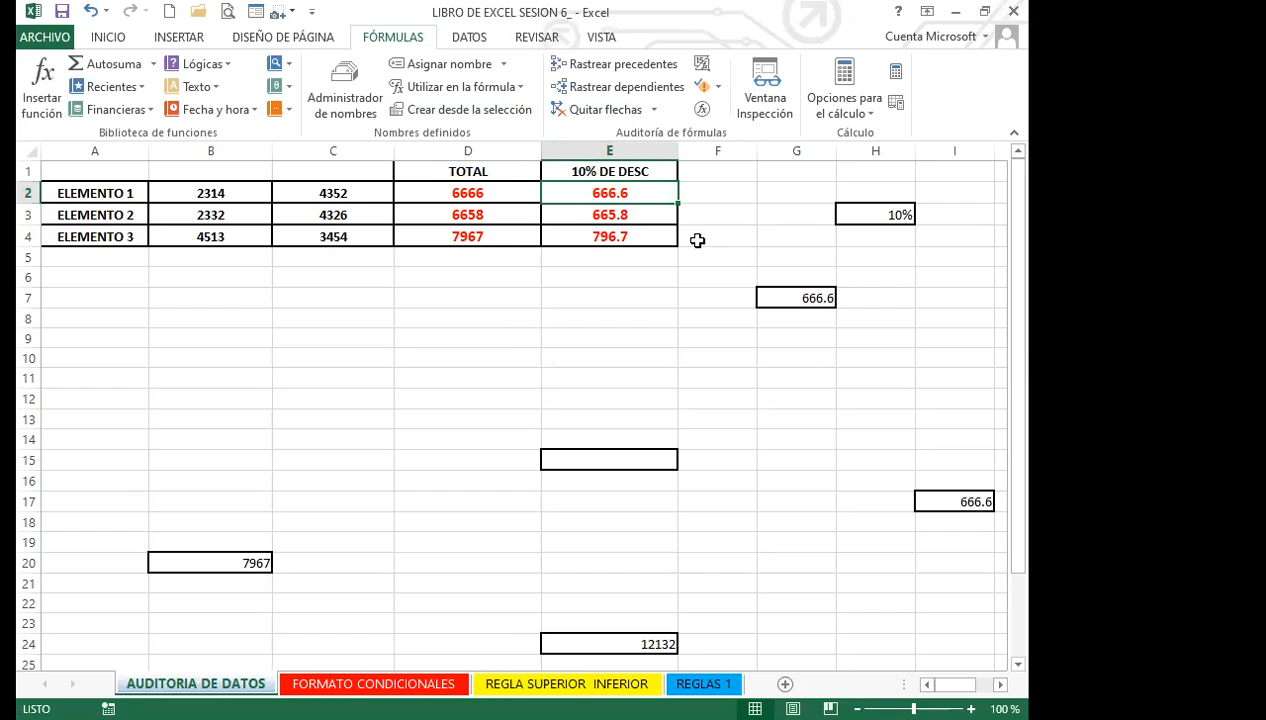 LIBRO DE EXCEL SESION 6_ - Excel
ARCHIVO INICIO INSERTAR DISEÑO DE PÁGINA FÓRMULAS DATOS REVISAR VISTA Cuenta Microsoft
Insertar función
Autosuma
Recientes
Financieras
Lógicas
Texto
Fecha y hora
Biblioteca de funciones
Administrador de nombres
Asignar nombre
Utilizar en la fórmula
Crear desde la selección
Nombres definidos
Rastrear precedentes
Rastrear dependientes
Quitar flechas
Auditoría de fórmulas
Ventana Inspección
Opciones para el cálculo
Cálculo
A B C D E F G H I
1 TOTAL 10% DE DESC
2 ELEMENTO 1 2314 4352 6666 666.6
3 ELEMENTO 2 2332 4326 6658 665.8 10%
4 ELEMENTO 3 4513 3454 7967 796.7
5
6
7 666.6
8
9
10
11
12
13
14
15
16
17 666.6
18
19
20 7967
21
22
23
24 12132
25
AUDITORIA DE DATOS FORMATO CONDICIONALES REGLA SUPERIOR INFERIOR REGLAS 1
LISTO 100 %